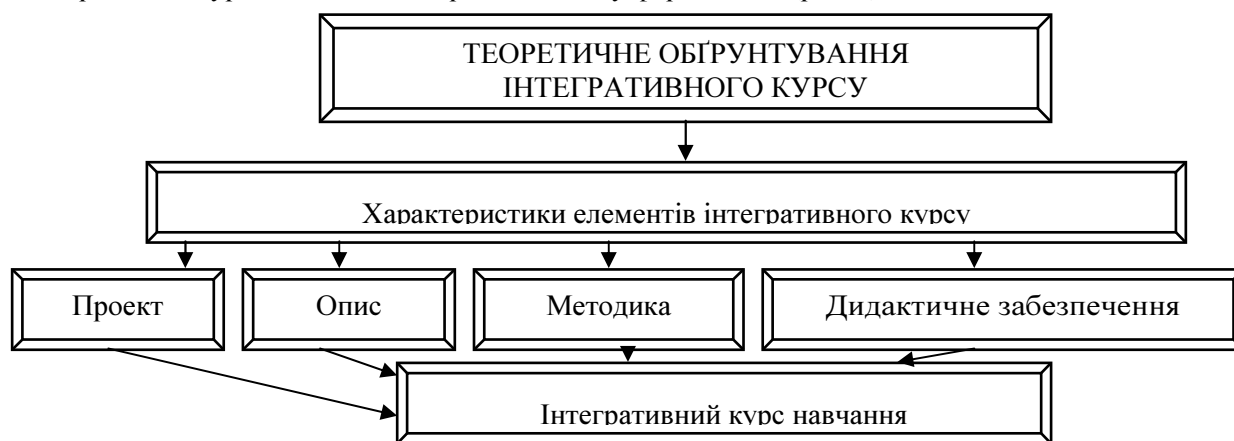 ТЕОРЕТИЧНЕ ОБҐРУНТУВАННЯ
ІНТЕГРАТИВНОГО КУРСУ
Характеристики елементів інтегративного курсу
Проект
Опис
Методика
Дидактичне забезпечення
Інтегративний курс навчання